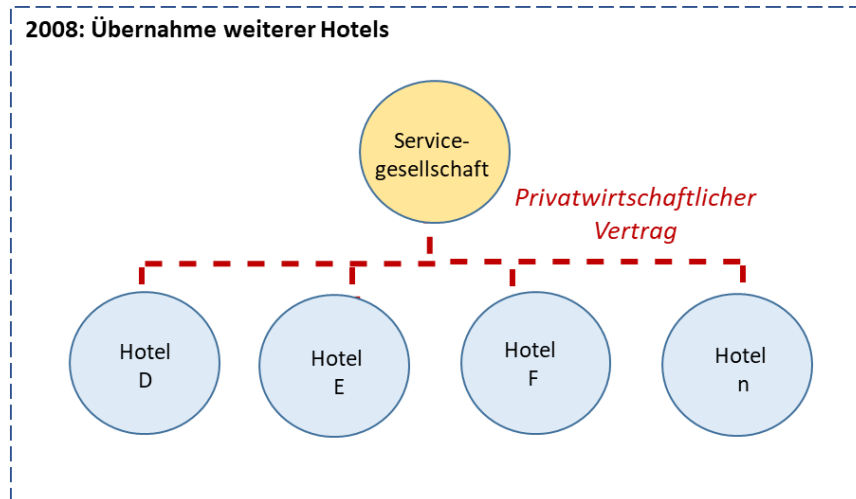 2008: Übernahme weiterer Hotels
Service-
gesellschaft
Privatwirtschaftlicher
Vertrag
Hotel
D
Hotel
E
Hotel
F
Hotel
n